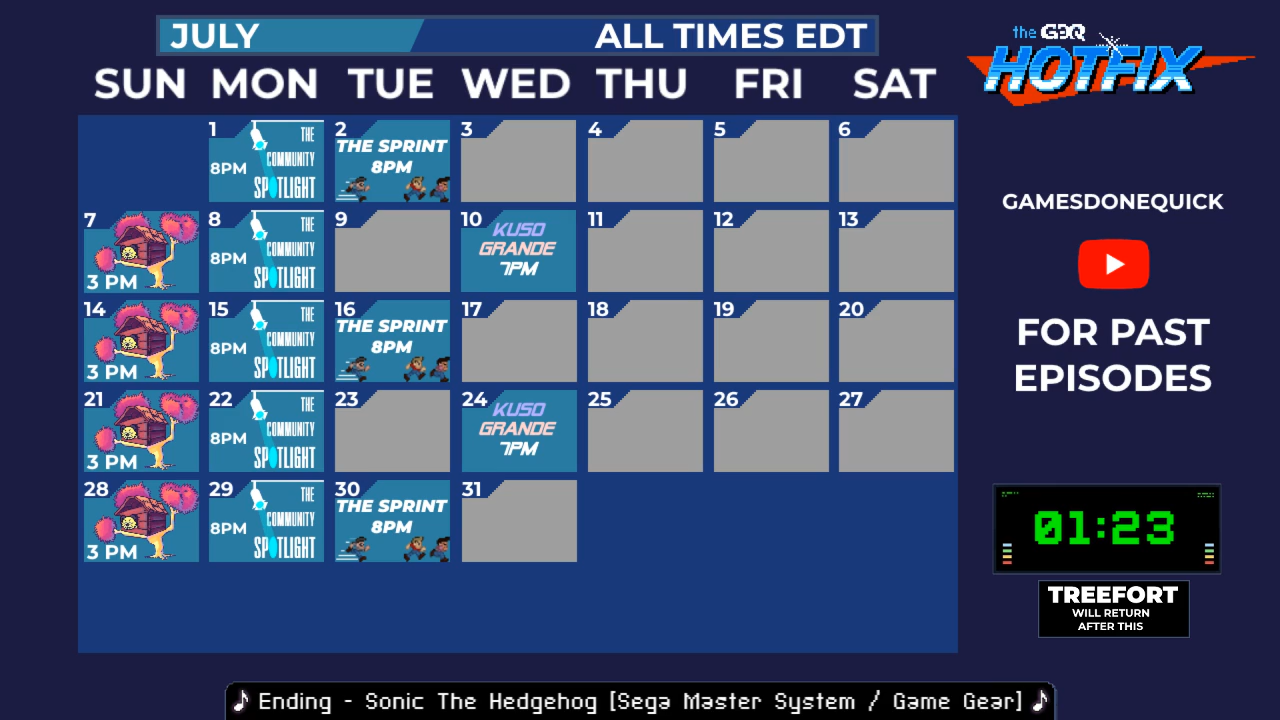 JULY ALL TIMES EDT
the GDQ
HOTFIX
SUN MON TUE WED THU FRI SAT
1 8PM THE COMMUNITY SPOTLIGHT
2 THE SPRINT 8PM
3
4
5
6
7 3 PM
8 8PM THE COMMUNITY SPOTLIGHT
9
10 KUSO GRANDE 7PM
11
12
13
14 3 PM
15 8PM THE COMMUNITY SPOTLIGHT
16 THE SPRINT 8PM
17
18
19
20
21 3 PM
22 8PM THE COMMUNITY SPOTLIGHT
23
24 KUSO GRANDE 7PM
25
26
27
28 3 PM
29 8PM THE COMMUNITY SPOTLIGHT
30 THE SPRINT 8PM
31
GAMESDONEQUICK
FOR PAST
EPISODES
01:23
TREEFORT
WILL RETURN
AFTER THIS
♪ Ending - Sonic The Hedgehog [Sega Master System / Game Gear] ♪